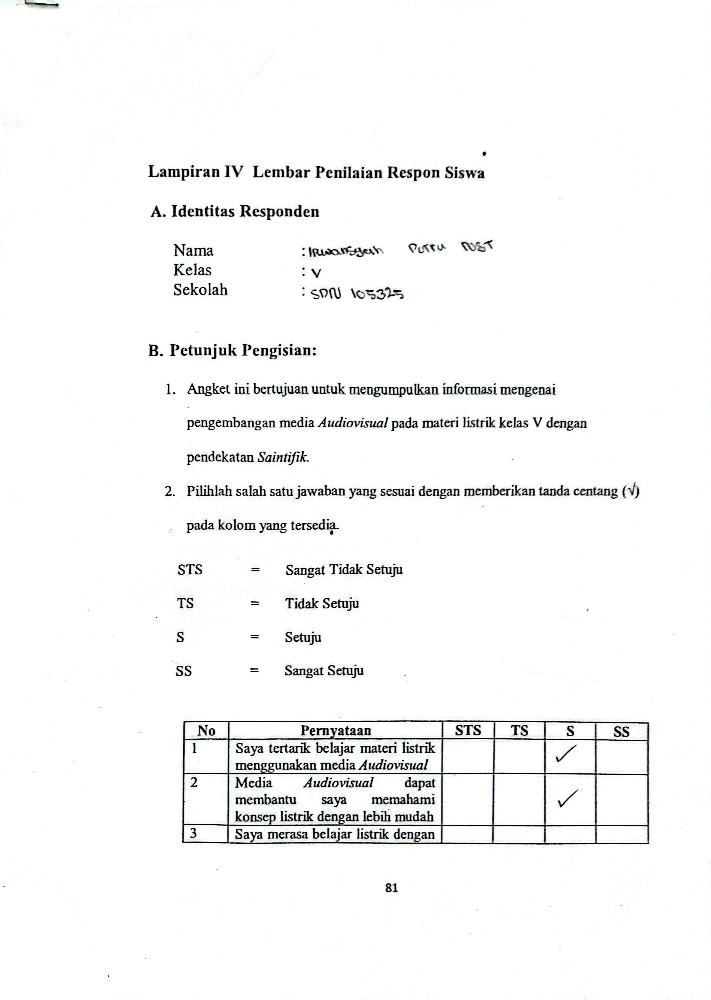 Lampiran IV Lembar Penilaian Respon Siswa
A. Identitas Responden
Nama : Irwansyah Putra NST
Kelas : V
Sekolah : SDN 105325
B. Petunjuk Pengisian:
1. Angket ini bertujuan untuk mengumpulkan informasi mengenai
pengembangan media Audiovisual pada materi listrik kelas V dengan
pendekatan Saintifik.
2. Pilihlah salah satu jawaban yang sesuai dengan memberikan tanda centang (√)
pada kolom yang tersedia.
STS = Sangat Tidak Setuju
TS = Tidak Setuju
S = Setuju
SS = Sangat Setuju
No Pernyataan STS TS S SS
1 Saya tertarik belajar materi listrik ✓
menggunakan media Audiovisual
2 Media Audiovisual dapat
membantu saya memahami ✓
konsep listrik dengan lebih mudah
3 Saya merasa belajar listrik dengan
81